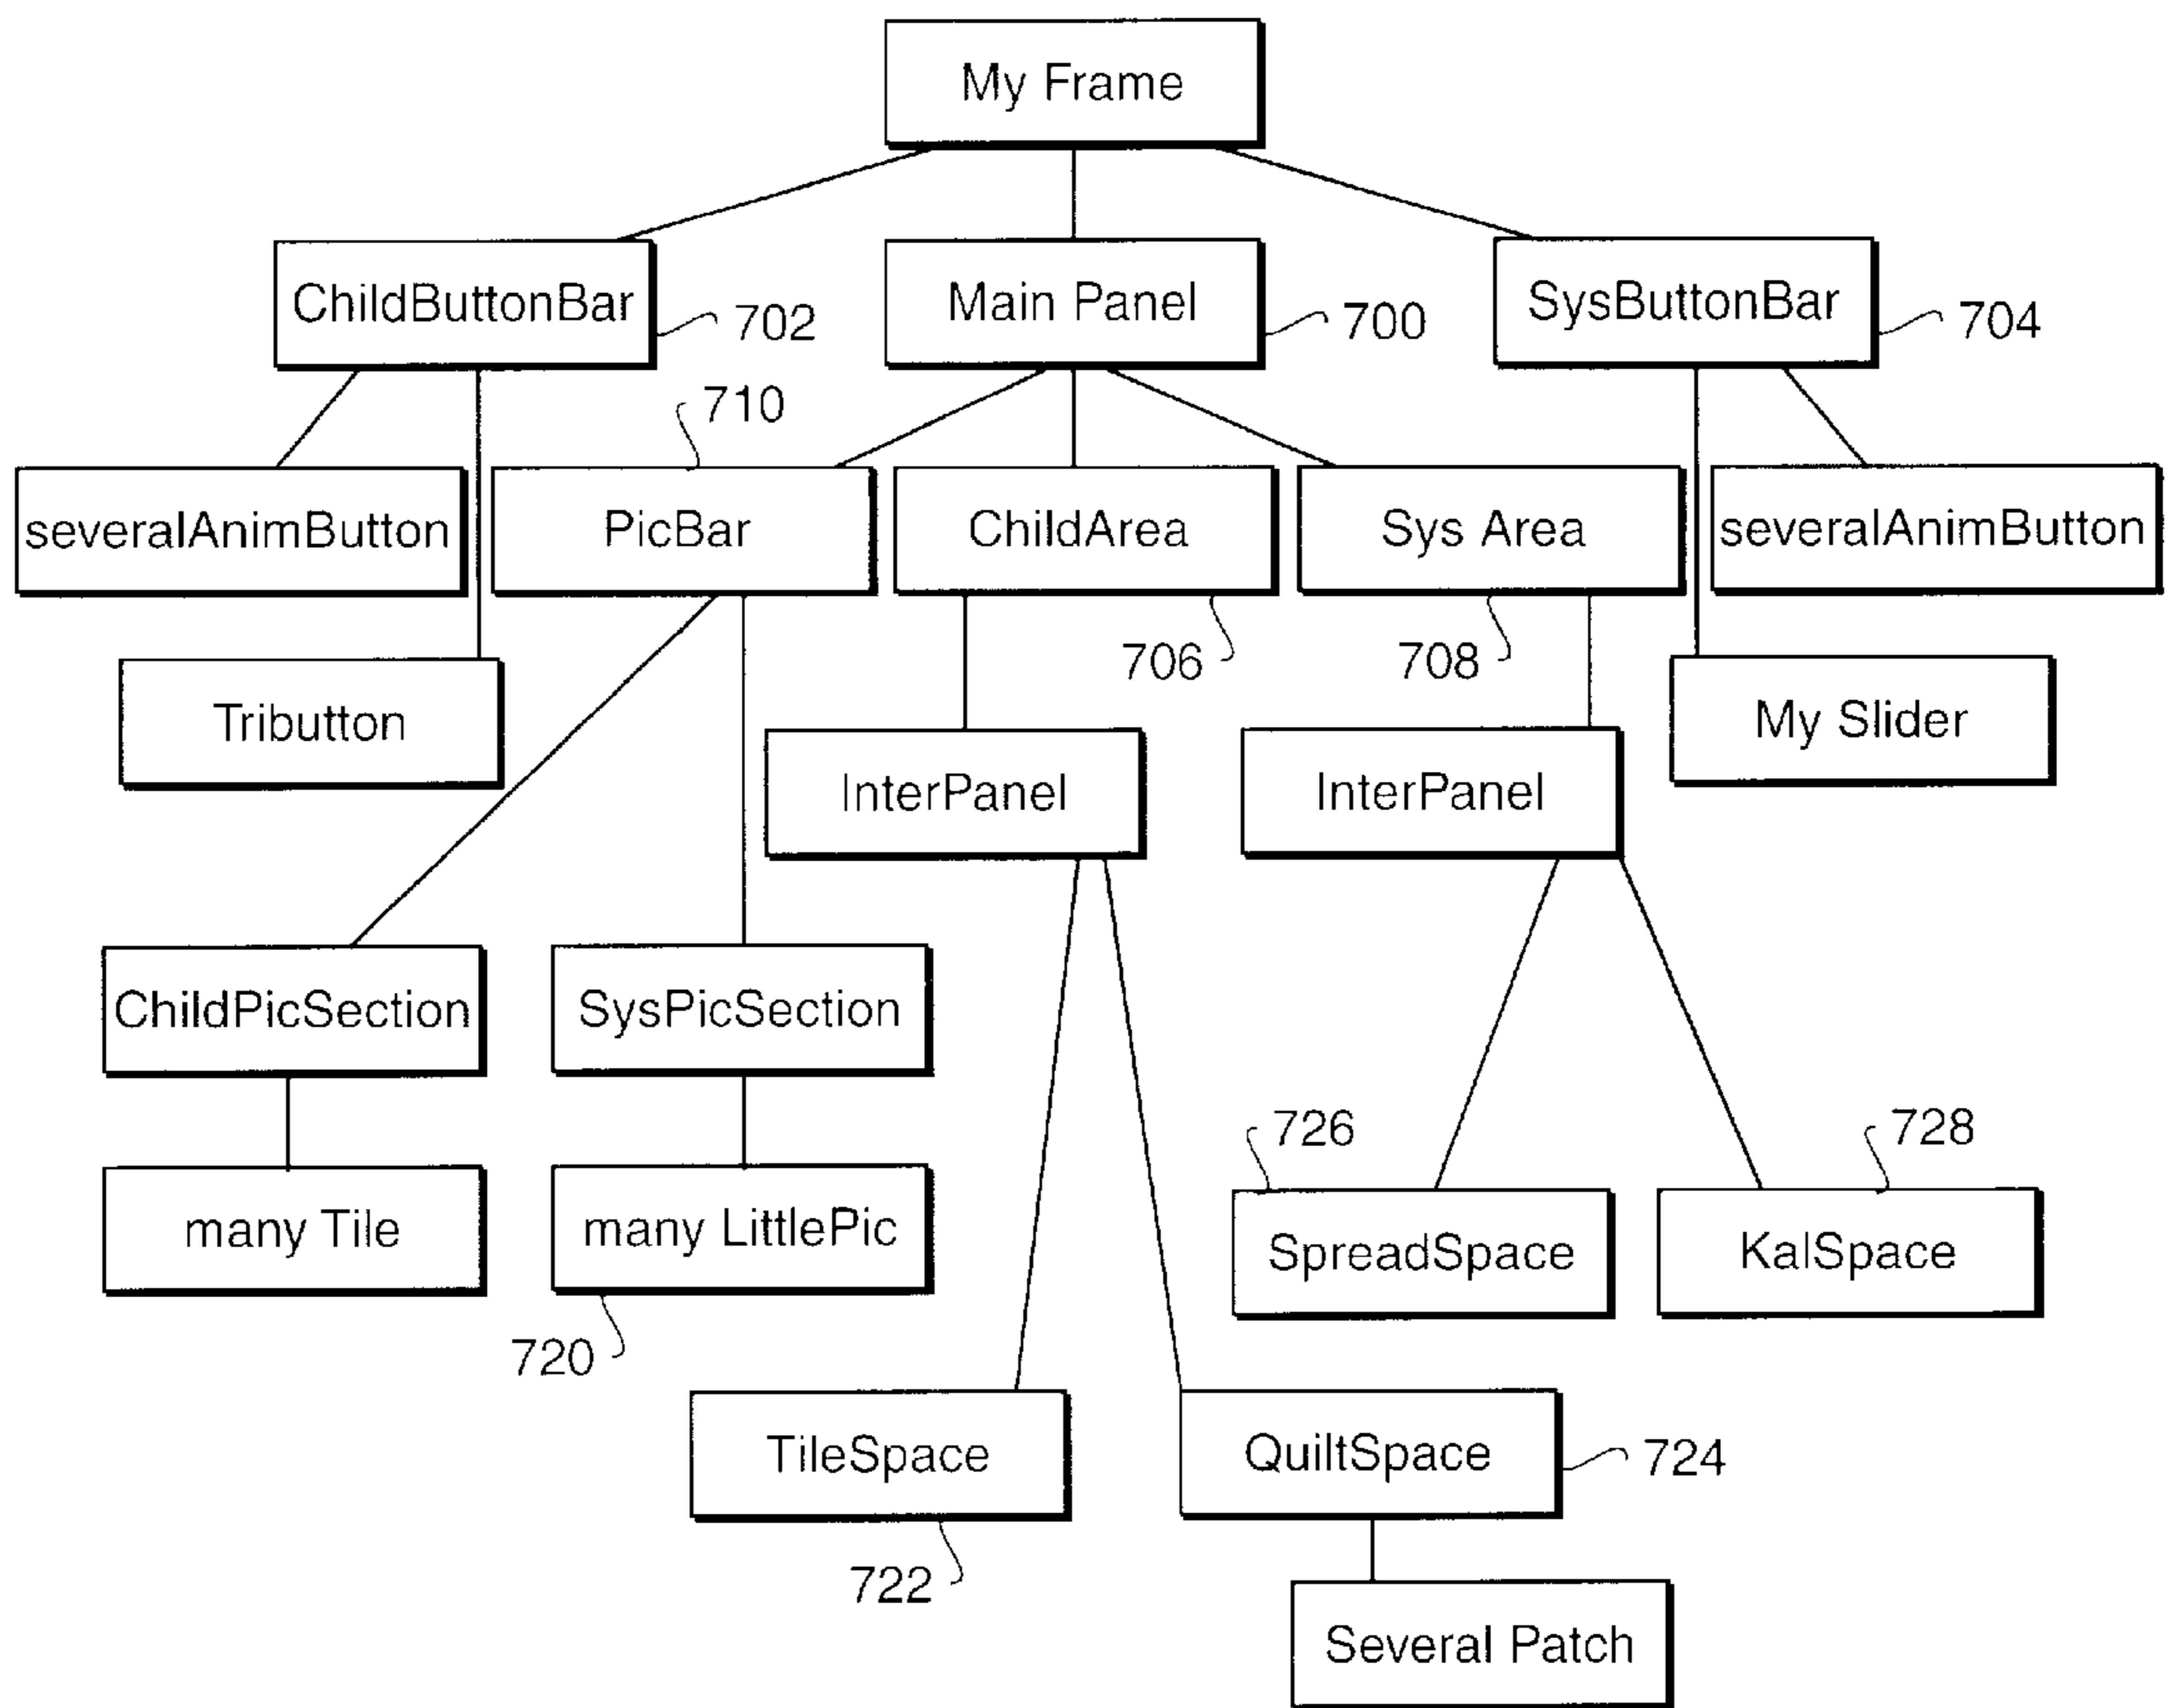 My Frame
ChildButtonBar
702
Main Panel
700
SysButtonBar
704
710
severalAnimButton
PicBar
ChildArea
Sys Area
severalAnimButton
706
708
Tributton
My Slider
InterPanel
InterPanel
ChildPicSection
SysPicSection
726
728
many Tile
many LittlePic
SpreadSpace
KalSpace
720
TileSpace
QuiltSpace
724
722
Several Patch